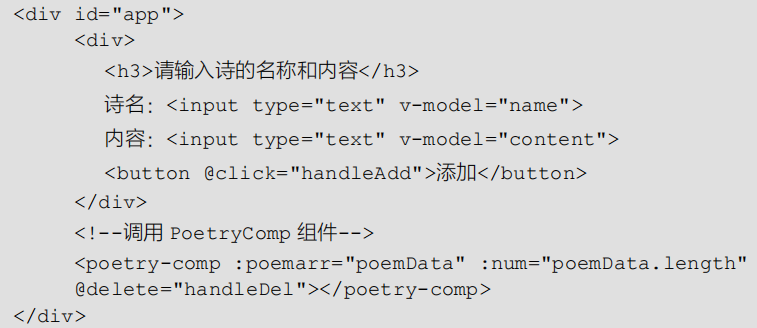 <div id="app">
<div>
<h3>请输入诗的名称和内容</h3>
诗名：<input type="text" v-model="name">
内容：<input type="text" v-model="content">
<button @click="handleAdd">添加</button>
</div>
<!--调用 PoetryComp 组件-->
<poetry-comp :poemarr="poemData" :num="poemData.length"
@delete="handleDel"></poetry-comp>
</div>